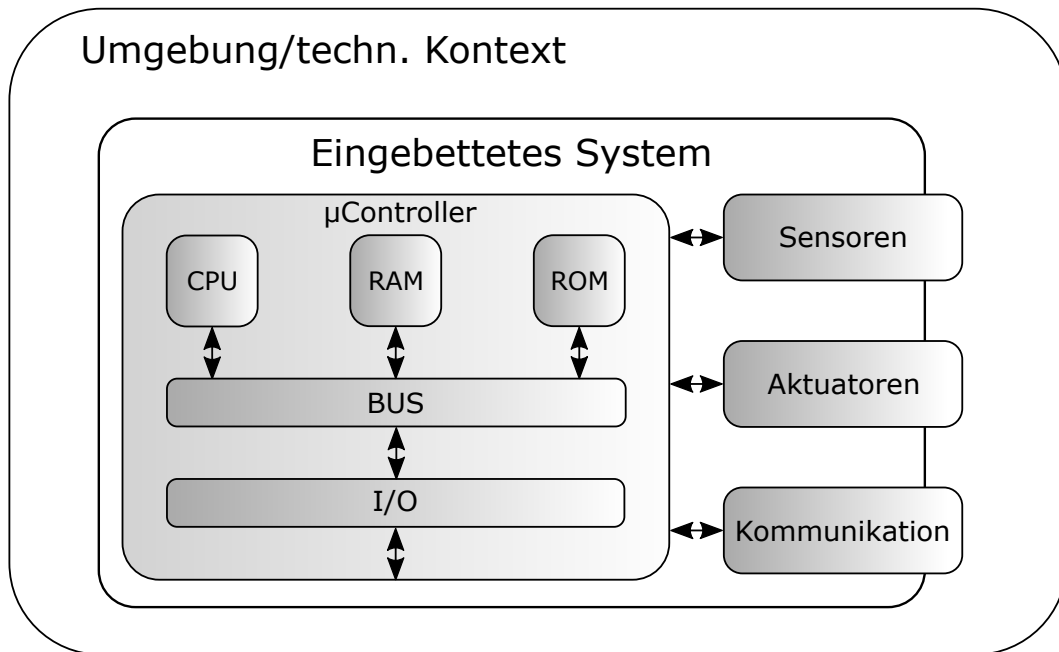 Umgebung/techn. Kontext
Eingebettetes System
µController
CPU
RAM
ROM
BUS
I/O
Sensoren
Aktuatoren
Kommunikation